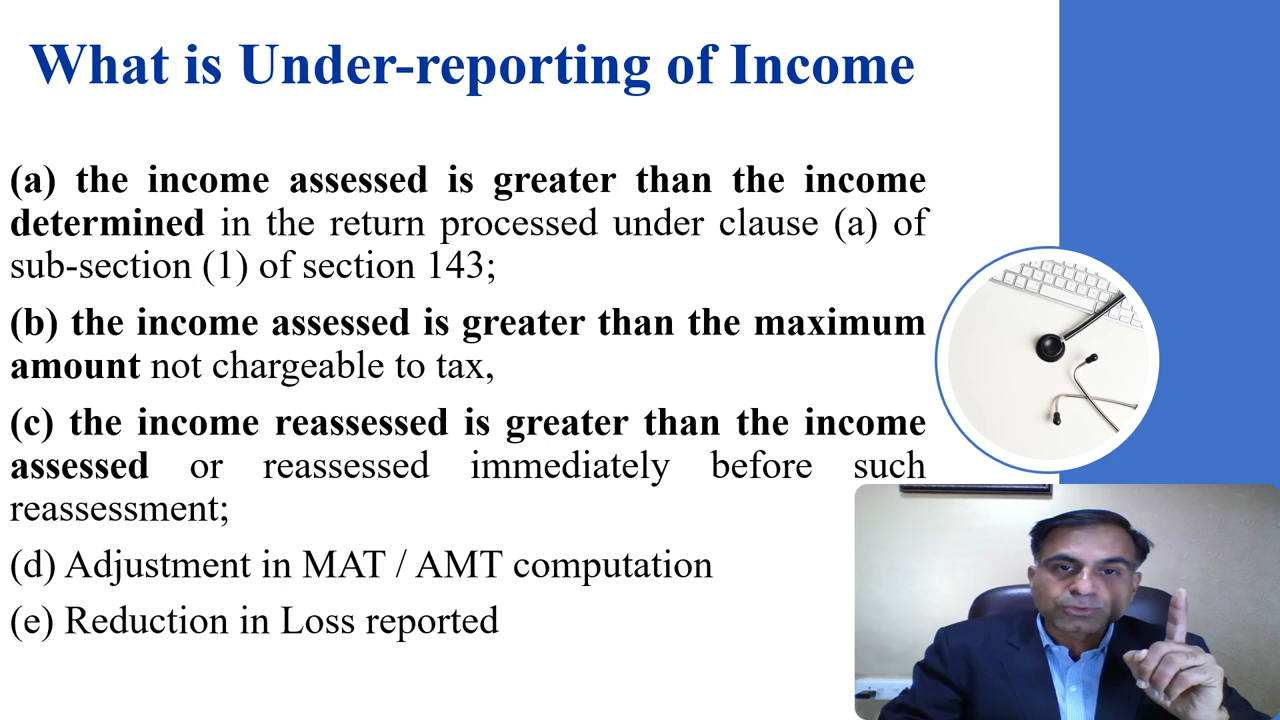 What is Under-reporting of Income
(a) the income assessed is greater than the income
determined in the return processed under clause (a) of
sub-section (1) of section 143;
(b) the income assessed is greater than the maximum
amount not chargeable to tax,
(c) the income reassessed is greater than the income
assessed or reassessed immediately before such
reassessment;
(d) Adjustment in MAT / AMT computation
(e) Reduction in Loss reported